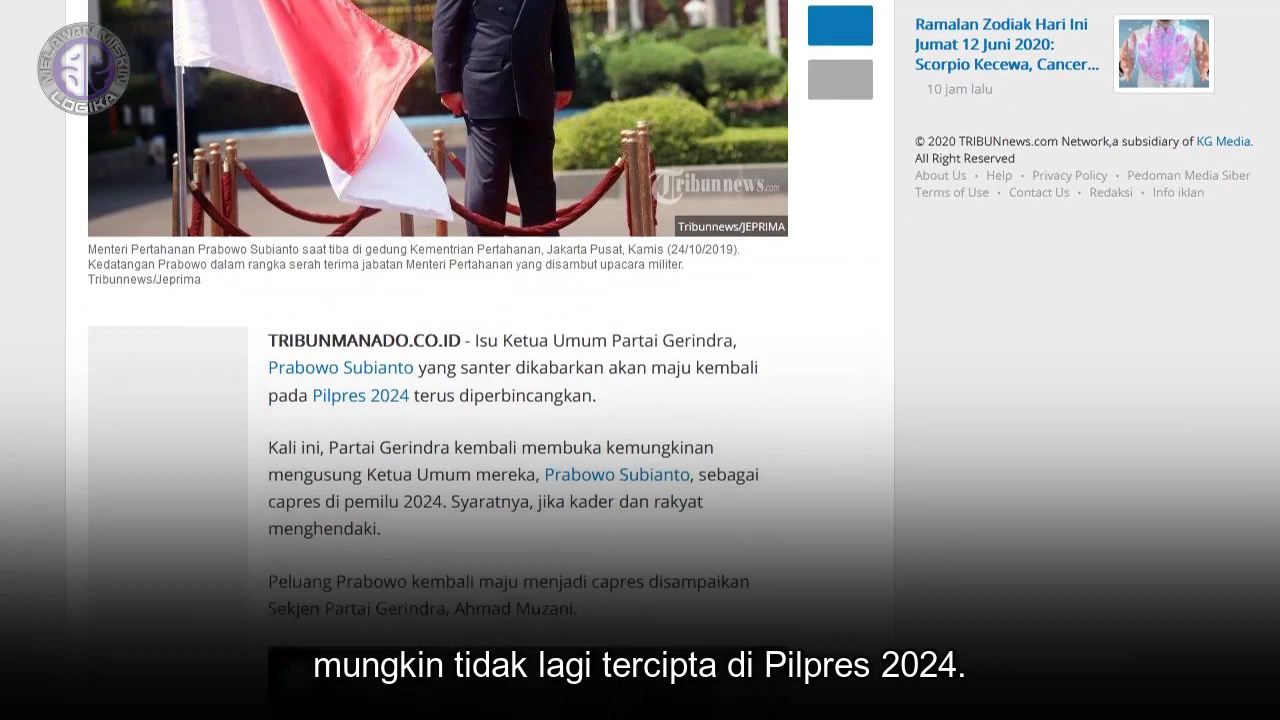 MELAWAN MISKIN
LOGIKA
Tribunnews.com
Tribunnews/JEPRIMA
Menteri Pertahanan Prabowo Subianto saat tiba di gedung Kementrian Pertahanan, Jakarta Pusat, Kamis (24/10/2019).
Kedatangan Prabowo dalam rangka serah terima jabatan Menteri Pertahanan yang disambut upacara militer.
Tribunnews/Jeprima
TRIBUNMANADO.CO.ID - Isu Ketua Umum Partai Gerindra,
Prabowo Subianto yang santer dikabarkan akan maju kembali
pada Pilpres 2024 terus diperbincangkan.
Kali ini, Partai Gerindra kembali membuka kemungkinan
mengusung Ketua Umum mereka, Prabowo Subianto, sebagai
capres di pemilu 2024. Syaratnya, jika kader dan rakyat
menghendaki.
Peluang Prabowo kembali maju menjadi capres disampaikan
Sekjen Partai Gerindra, Ahmad Muzani.
Ramalan Zodiak Hari Ini
Jumat 12 Juni 2020:
Scorpio Kecewa, Cancer...
10 jam lalu
© 2020 TRIBUNnews.com Network,a subsidiary of KG Media.
All Right Reserved
About Us • Help • Privacy Policy • Pedoman Media Siber
Terms of Use • Contact Us • Redaksi • Info iklan
mungkin tidak lagi tercipta di Pilpres 2024.